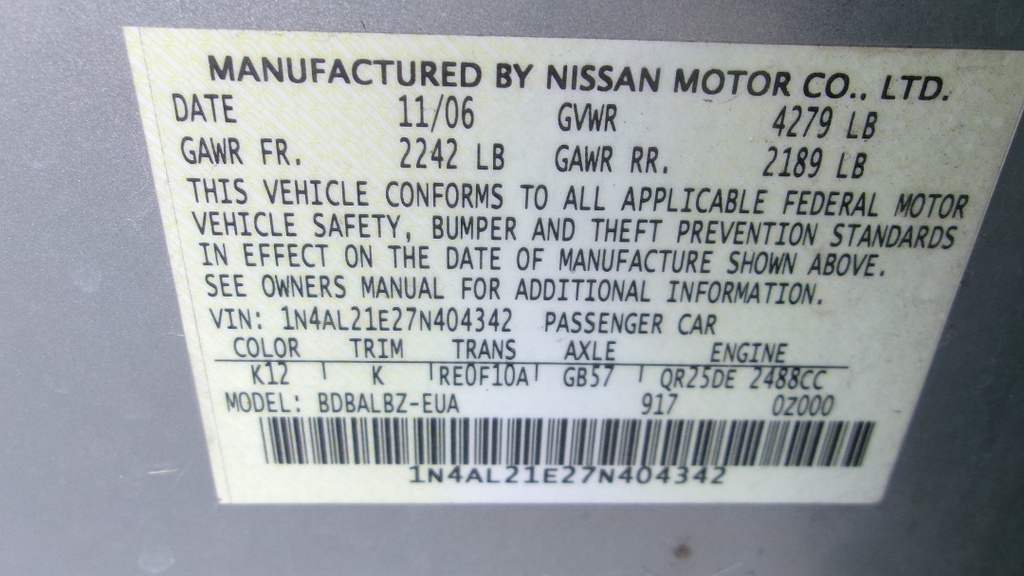 MANUFACTURED BY NISSAN MOTOR CO., LTD.
DATE 11/06 GVWR 4279 LB
GAWR FR. 2242 LB GAWR RR. 2189 LB
THIS VEHICLE CONFORMS TO ALL APPLICABLE FEDERAL MOTOR
VEHICLE SAFETY, BUMPER AND THEFT PREVENTION STANDARDS
IN EFFECT ON THE DATE OF MANUFACTURE SHOWN ABOVE.
SEE OWNERS MANUAL FOR ADDITIONAL INFORMATION.
VIN: 1N4AL21E27N404342 PASSENGER CAR
COLOR TRIM TRANS AXLE ENGINE
K12 K RE0F10A GB57 QR25DE 2488CC
MODEL: BDBALBZ-EUA 917 0Z000
1N4AL21E27N404342